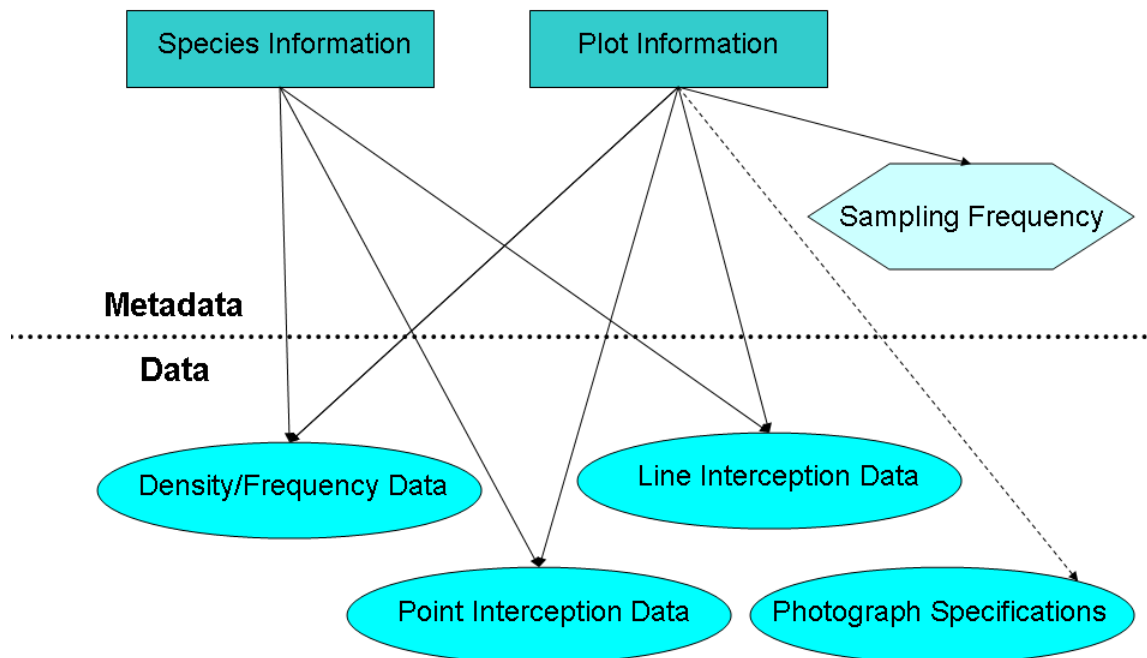 Species Information
Plot Information
Sampling Frequency
Metadata
Data
Density/Frequency Data
Line Interception Data
Point Interception Data
Photograph Specifications